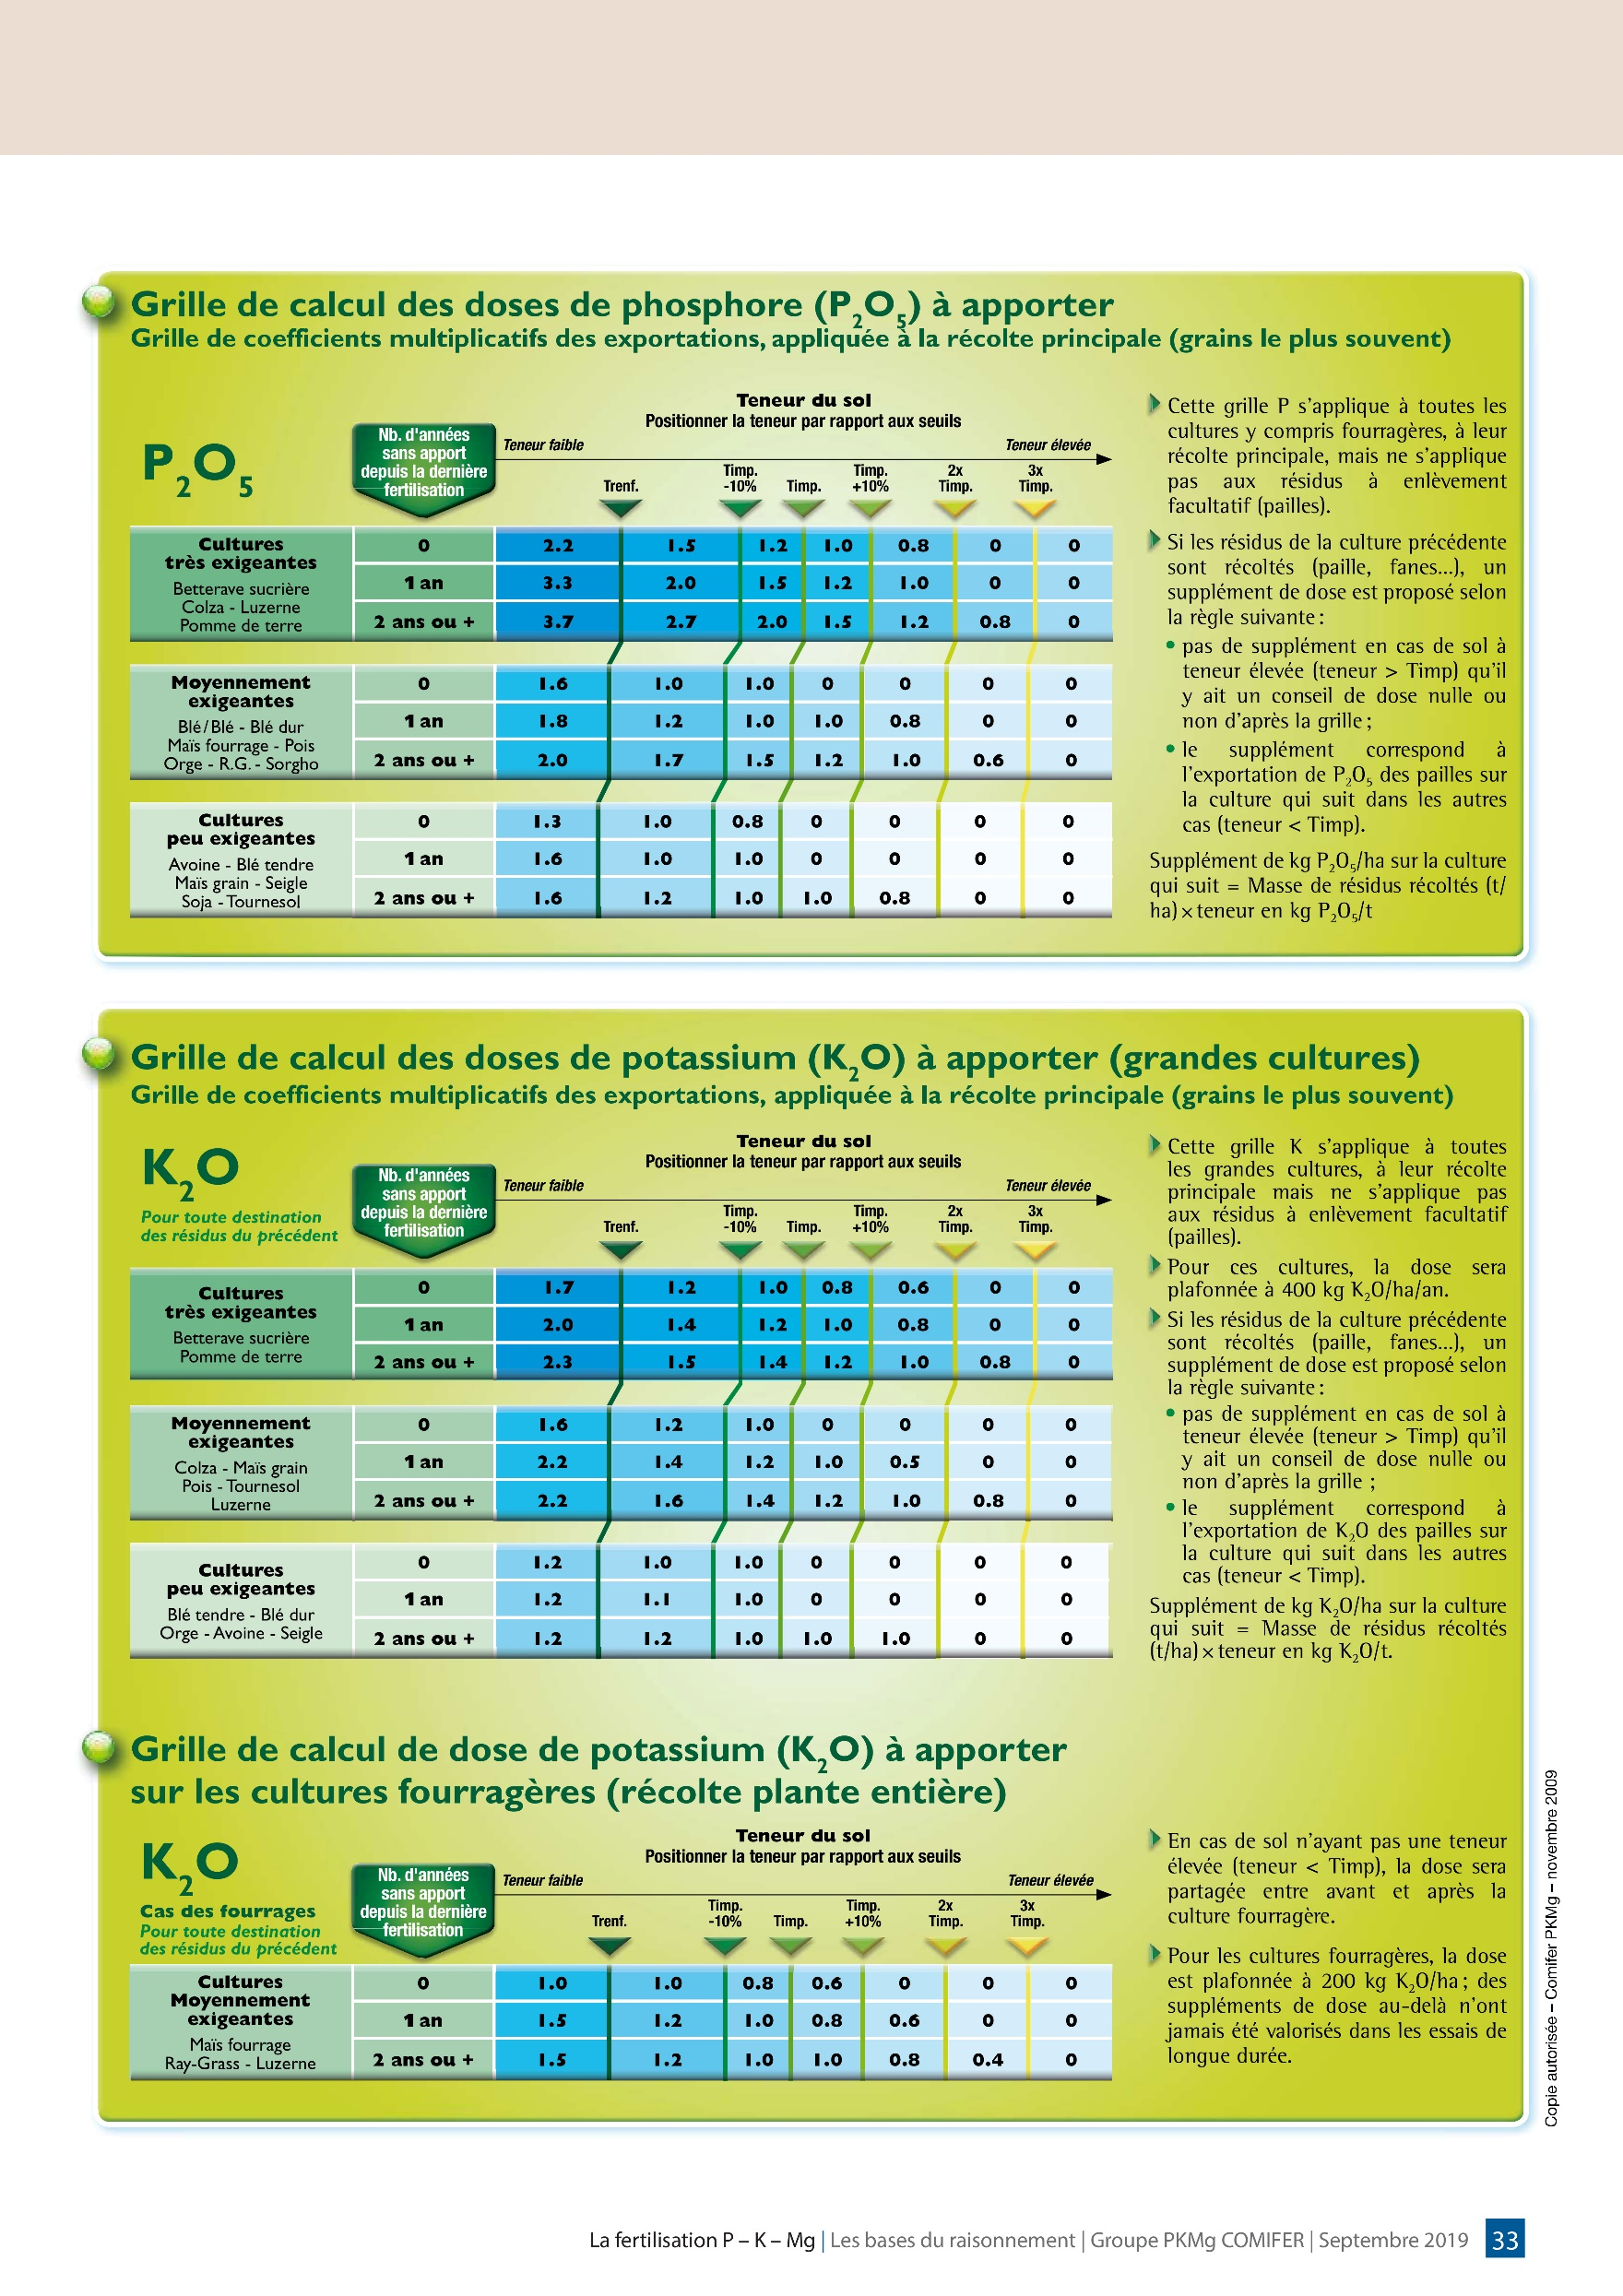 Grille de calcul des doses de phosphore (P2O5) à apporter
Grille de coefficients multiplicatifs des exportations, appliquée à la récolte principale (grains le plus souvent)
P2O5
Nb. d'années
sans apport
depuis la dernière
fertilisation
Teneur du sol
Positionner la teneur par rapport aux seuils
Teneur faible
Teneur élevée
Trenf.
Timp. -10%
Timp.
Timp. +10%
2x Timp.
3x Timp.
Cultures
très exigeantes
Betterave sucrière
Colza - Luzerne
Pomme de terre
0 2.2 1.5 1.2 1.0 0.8 0 0
1 an 3.3 2.0 1.5 1.2 1.0 0 0
2 ans ou + 3.7 2.7 2.0 1.5 1.2 0.8 0
Moyennement
exigeantes
Blé/Blé - Blé dur
Maïs fourrage - Pois
Orge - R.G. - Sorgho
0 1.6 1.0 1.0 0 0 0 0
1 an 1.8 1.2 1.0 1.0 0.8 0 0
2 ans ou + 2.0 1.7 1.5 1.2 1.0 0.6 0
Cultures
peu exigeantes
Avoine - Blé tendre
Maïs grain - Seigle
Soja - Tournesol
0 1.3 1.0 0.8 0 0 0 0
1 an 1.6 1.0 1.0 0 0 0 0
2 ans ou + 1.6 1.2 1.0 1.0 0.8 0 0
Cette grille P s'applique à toutes les
cultures y compris fourragères, à leur
récolte principale, mais ne s'applique
pas aux résidus à enlèvement
facultatif (pailles).
Si les résidus de la culture précédente
sont récoltés (paille, fanes...), un
supplément de dose est proposé selon
la règle suivante :
• pas de supplément en cas de sol à
teneur élevée (teneur > Timp) qu'il
y ait un conseil de dose nulle ou
non d'après la grille ;
• le supplément correspond à
l'exportation de P2O5 des pailles sur
la culture qui suit dans les autres
cas (teneur < Timp).
Supplément de kg P2O5/ha sur la culture
qui suit = Masse de résidus récoltés (t/
ha) x teneur en kg P2O5/t
Grille de calcul des doses de potassium (K2O) à apporter (grandes cultures)
Grille de coefficients multiplicatifs des exportations, appliquée à la récolte principale (grains le plus souvent)
K2O
Pour toute destination
des résidus du précédent
Nb. d'années
sans apport
depuis la dernière
fertilisation
Teneur du sol
Positionner la teneur par rapport aux seuils
Teneur faible
Teneur élevée
Trenf.
Timp. -10%
Timp.
Timp. +10%
2x Timp.
3x Timp.
Cultures
très exigeantes
Betterave sucrière
Pomme de terre
0 1.7 1.2 1.0 0.8 0.6 0 0
1 an 2.0 1.4 1.2 1.0 0.8 0 0
2 ans ou + 2.3 1.5 1.4 1.2 1.0 0.8 0
Moyennement
exigeantes
Colza - Maïs grain
Pois - Tournesol
Luzerne
0 1.6 1.2 1.0 0 0 0 0
1 an 2.2 1.4 1.2 1.0 0.5 0 0
2 ans ou + 2.2 1.6 1.4 1.2 1.0 0.8 0
Cultures
peu exigeantes
Blé tendre - Blé dur
Orge - Avoine - Seigle
0 1.2 1.0 1.0 0 0 0 0
1 an 1.2 1.1 1.0 0 0 0 0
2 ans ou + 1.2 1.2 1.0 1.0 1.0 0 0
Cette grille K s'applique à toutes
les grandes cultures, à leur récolte
principale mais ne s'applique pas
aux résidus à enlèvement facultatif
(pailles).
Pour ces cultures, la dose sera
plafonnée à 400 kg K2O/ha/an.
Si les résidus de la culture précédente
sont récoltés (paille, fanes...), un
supplément de dose est proposé selon
la règle suivante :
• pas de supplément en cas de sol à
teneur élevée (teneur > Timp) qu'il
y ait un conseil de dose nulle ou
non d'après la grille ;
• le supplément correspond à
l'exportation de K2O des pailles sur
la culture qui suit dans les autres
cas (teneur < Timp).
Supplément de kg K2O/ha sur la culture
qui suit = Masse de résidus récoltés
(t/ha) x teneur en kg K2O/t.
Grille de calcul de dose de potassium (K2O) à apporter
sur les cultures fourragères (récolte plante entière)
K2O
Cas des fourrages
Pour toute destination
des résidus du précédent
Nb. d'années
sans apport
depuis la dernière
fertilisation
Teneur du sol
Positionner la teneur par rapport aux seuils
Teneur faible
Teneur élevée
Trenf.
Timp. -10%
Timp.
Timp. +10%
2x Timp.
3x Timp.
Cultures
Moyennement
exigeantes
Maïs fourrage
Ray-Grass - Luzerne
0 1.0 1.0 0.8 0.6 0 0 0
1 an 1.5 1.2 1.0 0.8 0.6 0 0
2 ans ou + 1.5 1.2 1.0 1.0 0.8 0.4 0
En cas de sol n'ayant pas une teneur
élevée (teneur < Timp), la dose sera
partagée entre avant et après la
culture fourragère.
Pour les cultures fourragères, la dose
est plafonnée à 200 kg K2O/ha ; des
suppléments de dose au-delà n'ont
jamais été valorisés dans les essais de
longue durée.
Copie autorisée – Comifer PKMg – novembre 2009
La fertilisation P – K – Mg | Les bases du raisonnement | Groupe PKMg COMIFER | Septembre 2019 33